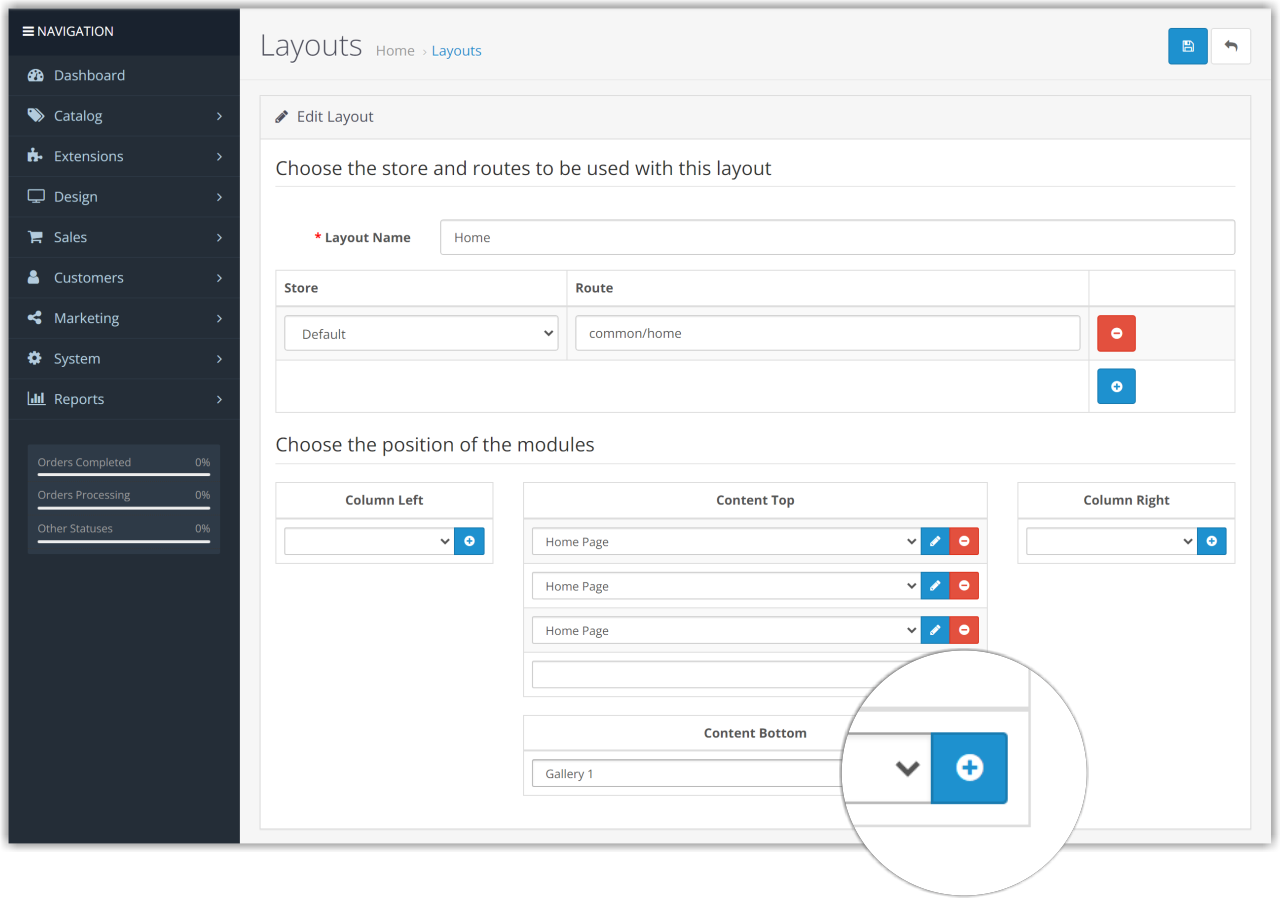 NAVIGATION
Dashboard
Catalog
Extensions
Design
Sales
Customers
Marketing
System
Reports
Orders Completed 0%
Orders Processing 0%
Other Statuses 0%
Layouts Home › Layouts
Edit Layout
Choose the store and routes to be used with this layout
* Layout Name Home
Store Route
Default common/home
Choose the position of the modules
Column Left
Content Top
Home Page
Home Page
Home Page
Content Bottom
Gallery 1
Column Right